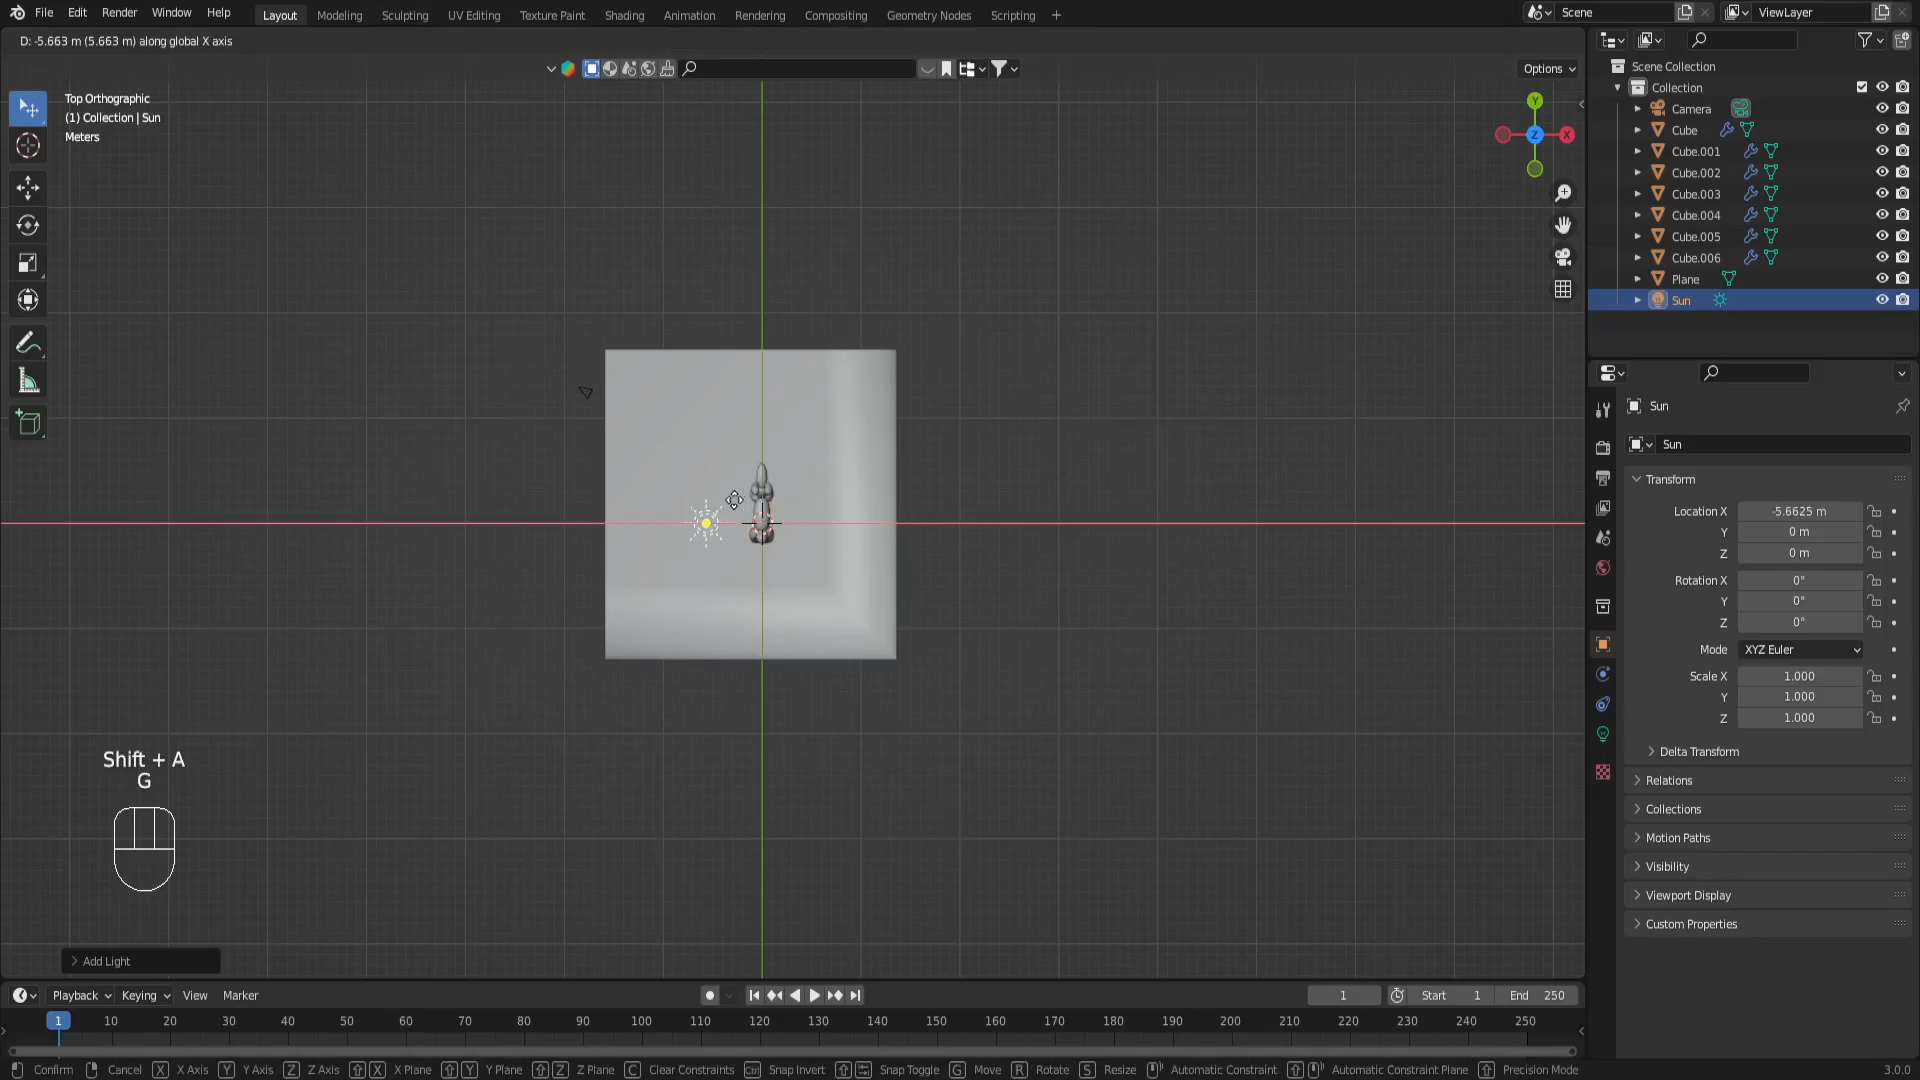 File Edit Render Window Help
Layout Modeling Sculpting UV Editing Texture Paint Shading Animation Rendering Compositing Geometry Nodes Scripting +
Scene
ViewLayer
D: -5.663 m (5.663 m) along global X axis
Options
Top Orthographic
(1) Collection | Sun
Meters
Y
Z
X
Scene Collection
Collection
Camera
Cube
Cube.001
Cube.002
Cube.003
Cube.004
Cube.005
Cube.006
Plane
Sun
Sun
Sun
Transform
Location X -5.6625 m
Y 0 m
Z 0 m
Rotation X 0°
Y 0°
Z 0°
Mode XYZ Euler
Scale X 1.000
Y 1.000
Z 1.000
Delta Transform
Relations
Collections
Motion Paths
Visibility
Viewport Display
Custom Properties
Shift + A
G
Add Light
Playback Keying View Marker
1 Start 1 End 250
1 10 20 30 40 50 60 70 80 90 100 110 120 130 140 150 160 170 180 190 200 210 220 230 240 250
Confirm Cancel X X Axis Y Y Axis Z Z Axis X X Plane Y Y Plane Z Z Plane C Clear Constraints Ctrl Snap Invert Snap Toggle G Move R Rotate S Resize Automatic Constraint Automatic Constraint Plane Precision Mode 3.0.0